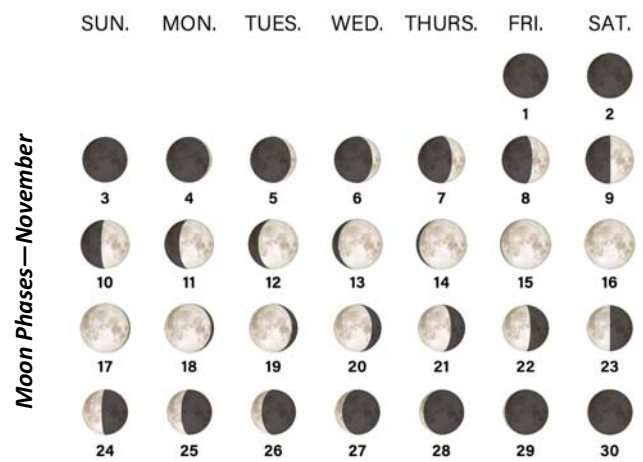 SUN. MON. TUES. WED. THURS. FRI. SAT.
1 2
3 4 5 6 7 8 9
10 11 12 13 14 15 16
17 18 19 20 21 22 23
24 25 26 27 28 29 30
Moon Phases—November